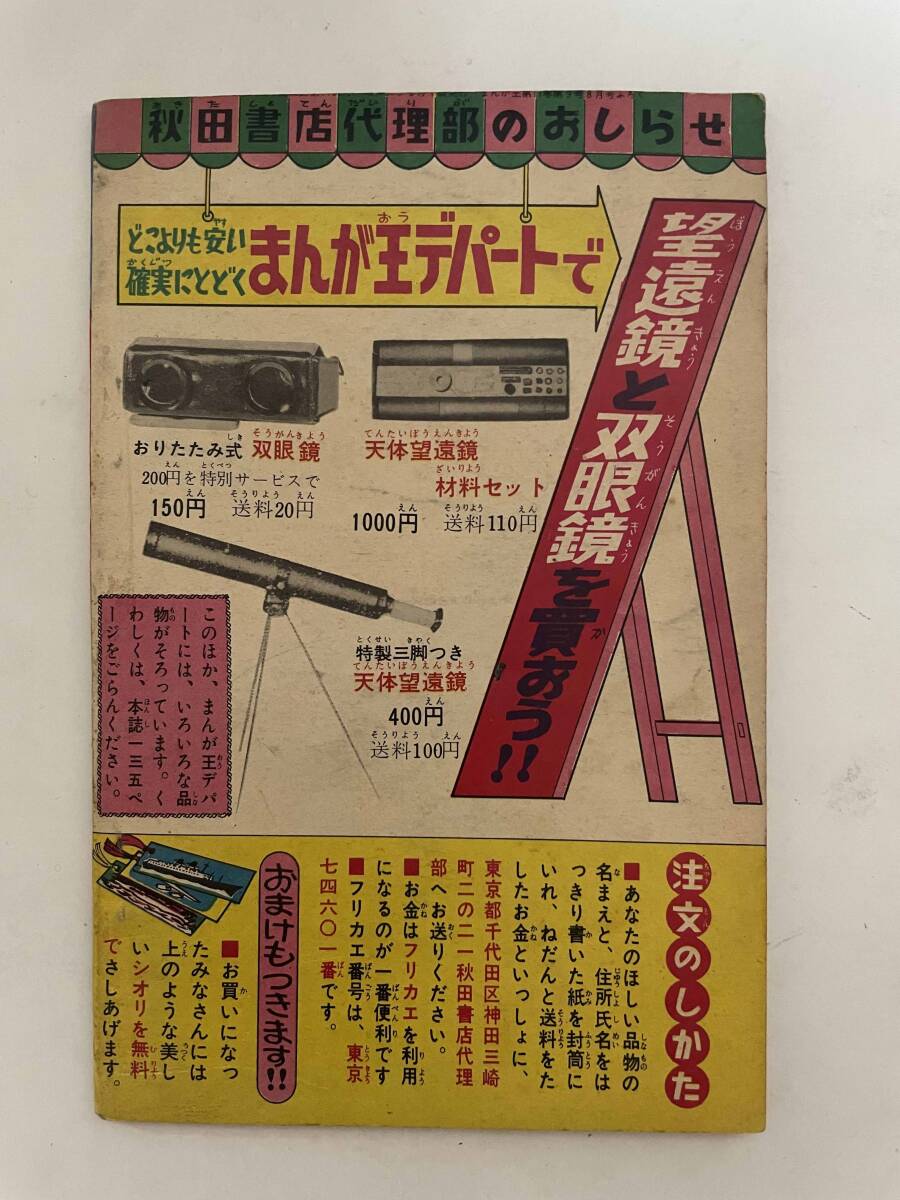 秋田書店代理部のおしらせ
どこよりも安い
確実にとどく
まんが王デパートで
望遠鏡と双眼鏡を買おう!!
おりたたみ式 双眼鏡
200円を特別サービスで
150円 送料20円
天体望遠鏡
材料セット
1000円 送料110円
特製三脚つき
天体望遠鏡
400円
送料100円
このほか、まんが王デパ
ートには、いろいろな品
物がそろっています。く
わしくは、本誌一三五ペ
ージをごらんください。
注文のしかた
■あなたのほしい品物の
名まえと、住所氏名をは
っきり書いた紙を封筒に
いれ、ねだんと送料をた
したお金といっしょに、
東京都千代田区神田三崎
町二の二一秋田書店代理
部へお送りください。
■お金はフリカエを利用
になるのが一番便利です
■フリカエ番号は、東京
七四六〇一番です。
おまけもつきます!!
■お買いになっ
たみなさんには
上のような美し
いシオリを無料
でさしあげます。